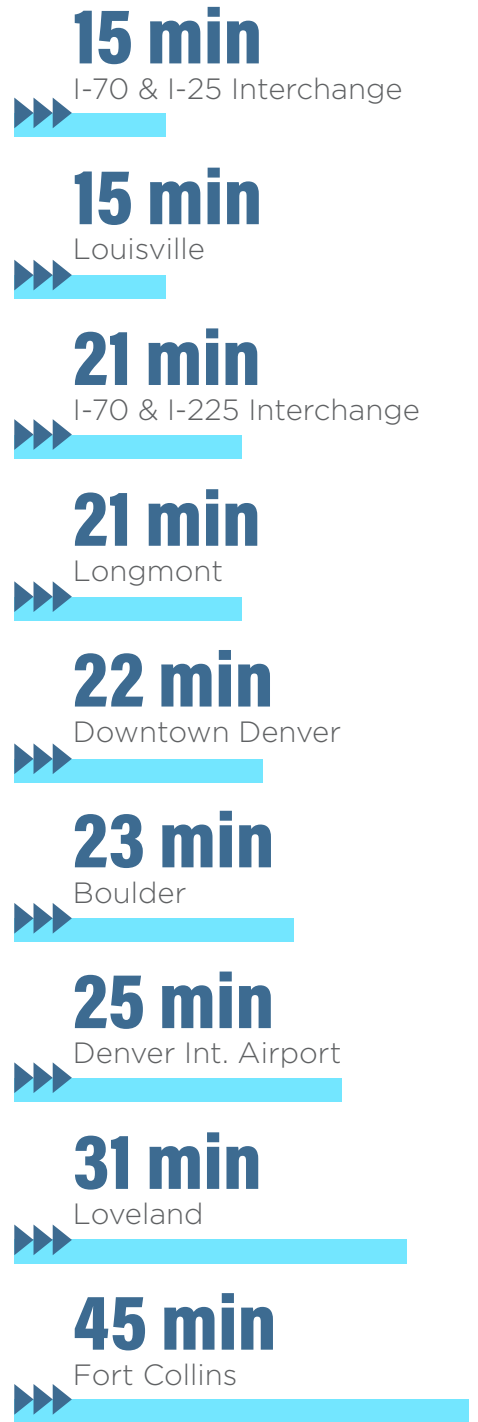 15 min
I-70 & I-25 Interchange
15 min
Louisville
21 min
I-70 & I-225 Interchange
21 min
Longmont
22 min
Downtown Denver
23 min
Boulder
25 min
Denver Int. Airport
31 min
Loveland
45 min
Fort Collins